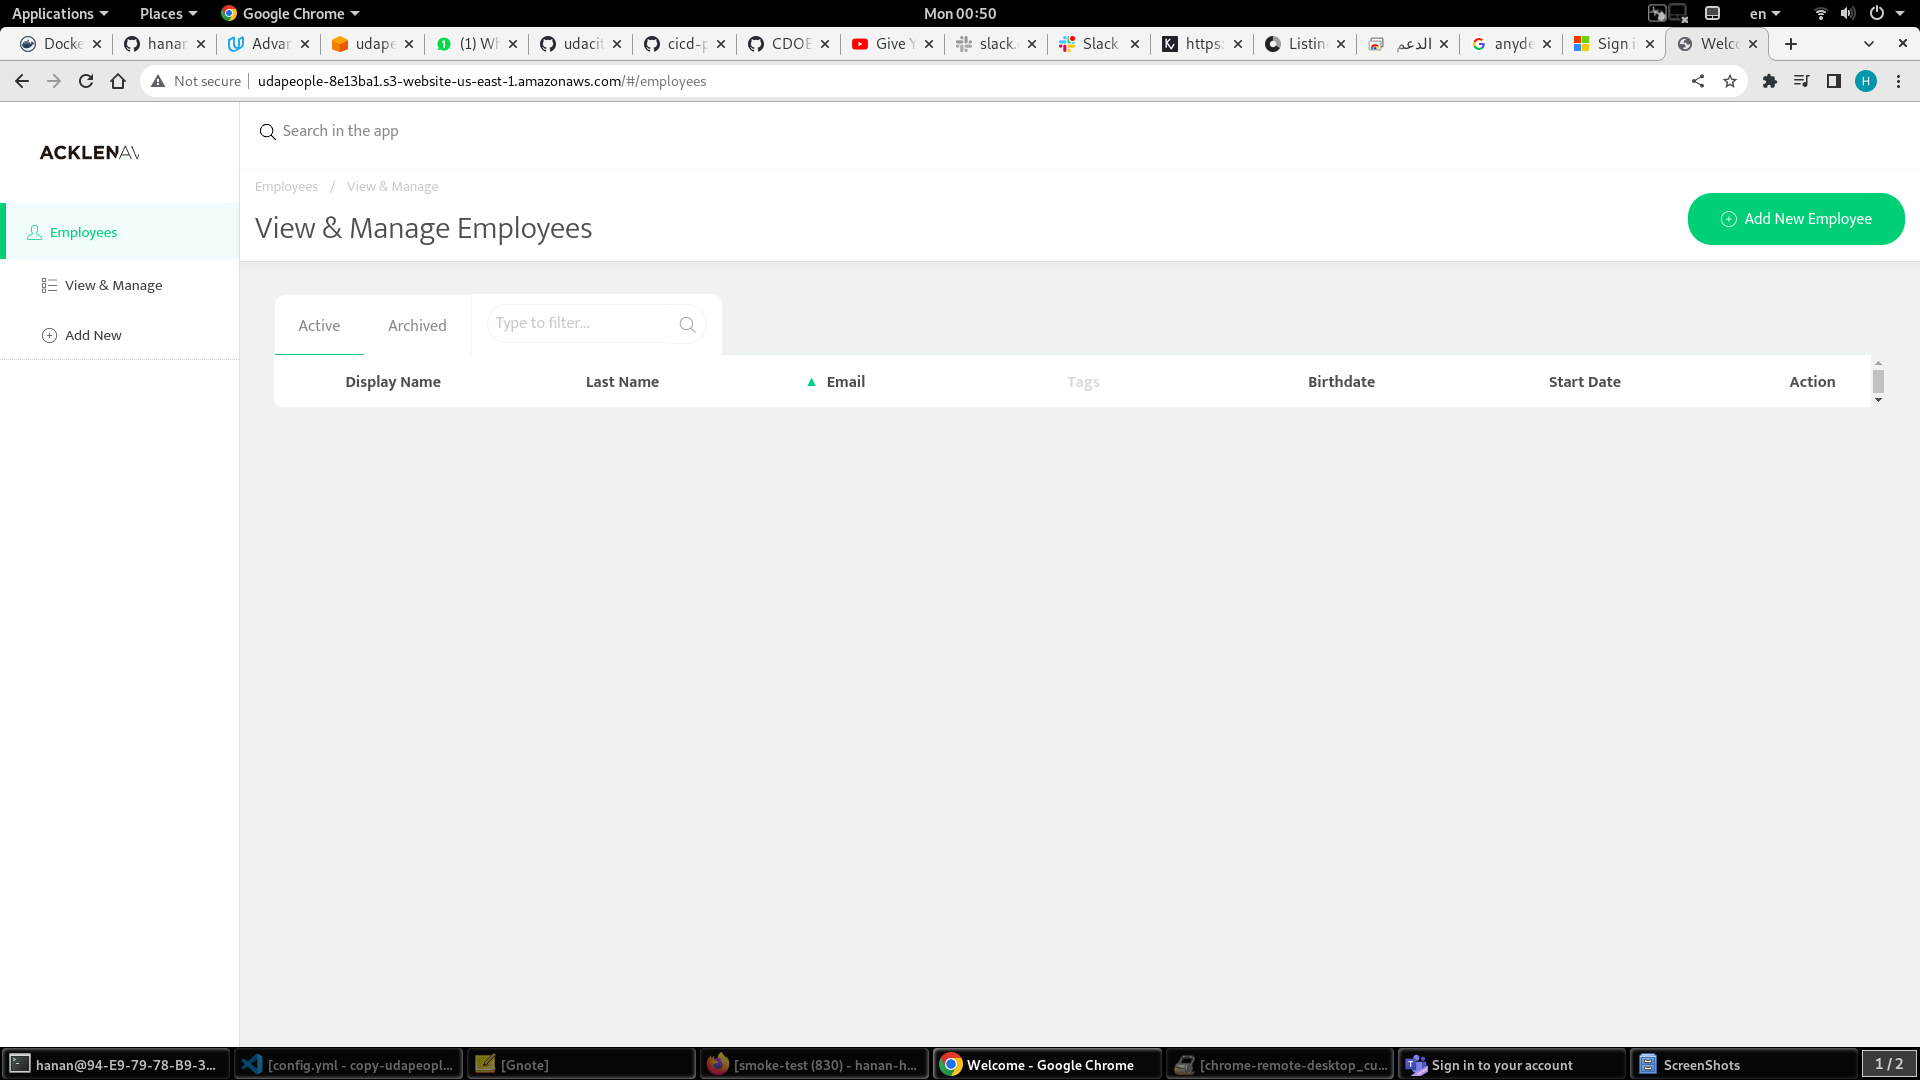 Applications Places Google Chrome Mon 00:50 en
Docke hanan Advan udape (1) Wh udacit cicd-p CDOE Give Y slack. Slack https: Listin الدعم anyde Sign i Welco
Not secure udapeople-8e13ba1.s3-website-us-east-1.amazonaws.com/#/employees H
ACKLENAV
Search in the app
Employees / View & Manage
View & Manage Employees
Add New Employee
Employees
View & Manage
Add New
Active Archived Type to filter...
Display Name Last Name Email Tags Birthdate Start Date Action
hanan@94-E9-79-78-B9-3... [config.yml - copy-udapeopl... [Gnote] [smoke-test (830) - hanan-h... Welcome - Google Chrome [chrome-remote-desktop_cu... Sign in to your account ScreenShots 1 / 2